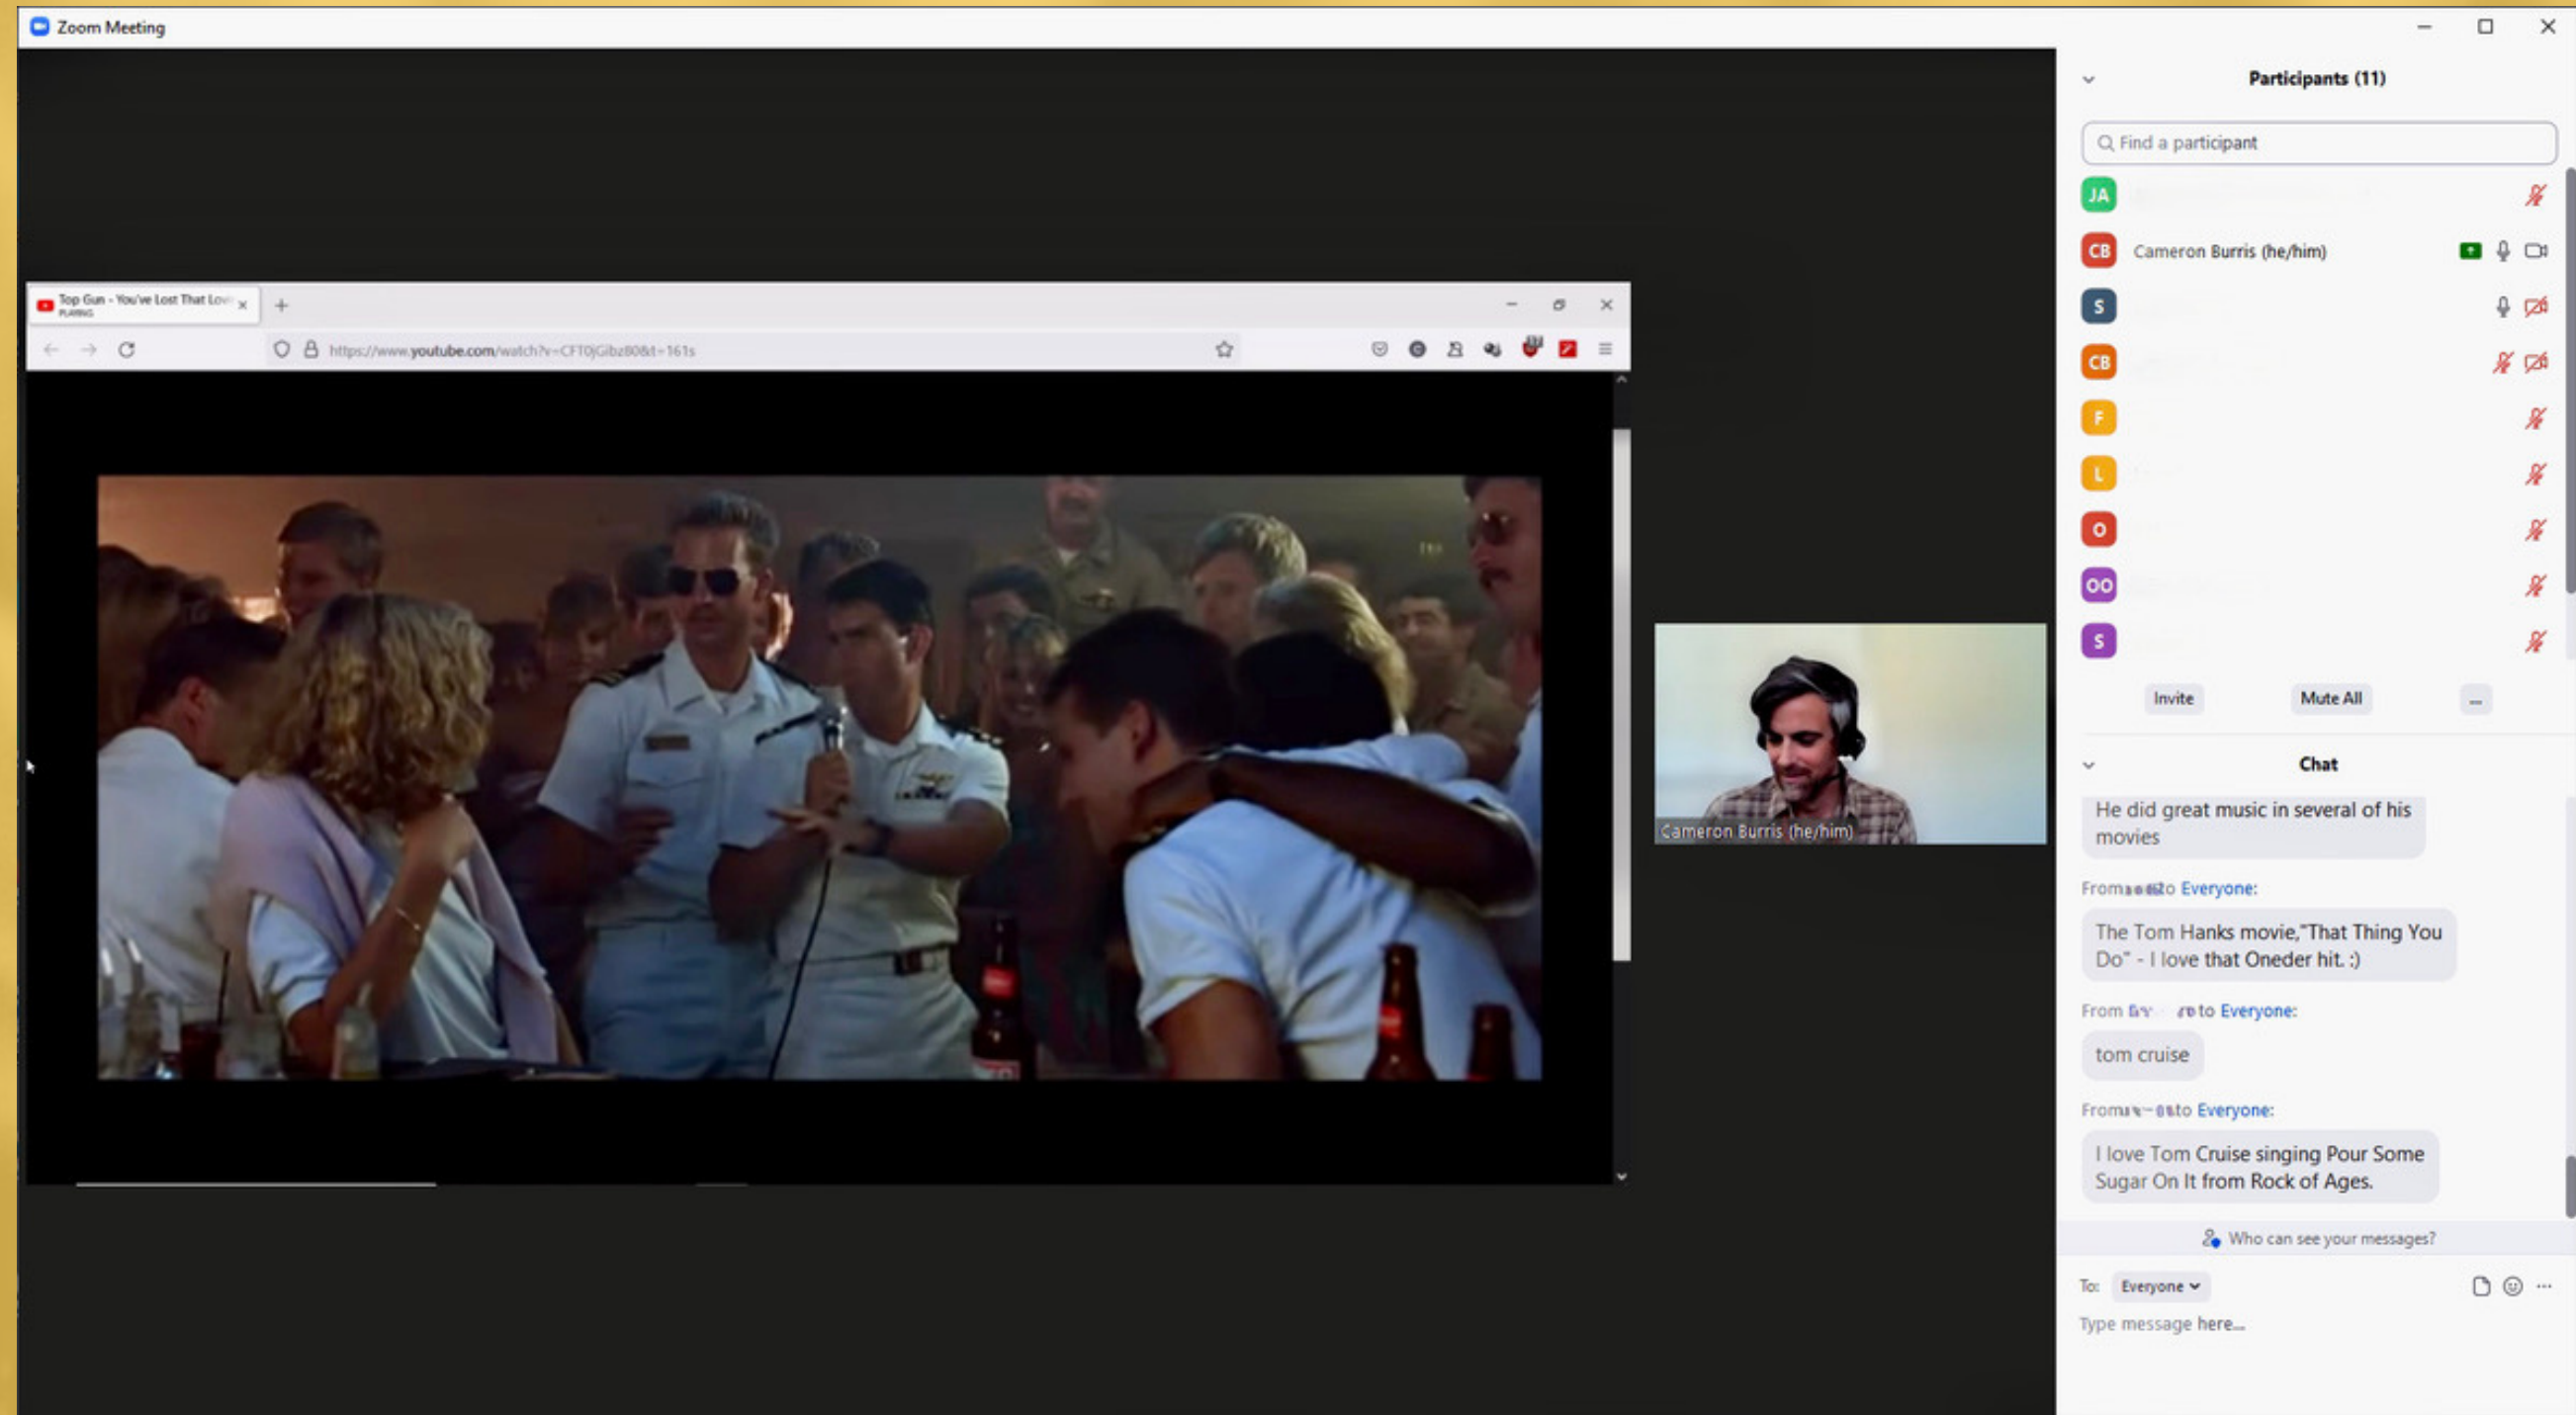 Zoom Meeting
Top Gun - You've Lost That Lov
PLAYING
https://www.youtube.com/watch?v=CFT0jGibz80&t=161s
Cameron Burris (he/him)
Participants (11)
Find a participant
JA
CB Cameron Burris (he/him)
S
CB
F
L
O
OO
S
Invite Mute All ...
Chat
He did great music in several of his
movies
From to Everyone:
The Tom Hanks movie,"That Thing You
Do" - I love that Oneder hit. :)
From to Everyone:
tom cruise
From to Everyone:
I love Tom Cruise singing Pour Some
Sugar On It from Rock of Ages.
Who can see your messages?
To: Everyone
Type message here...